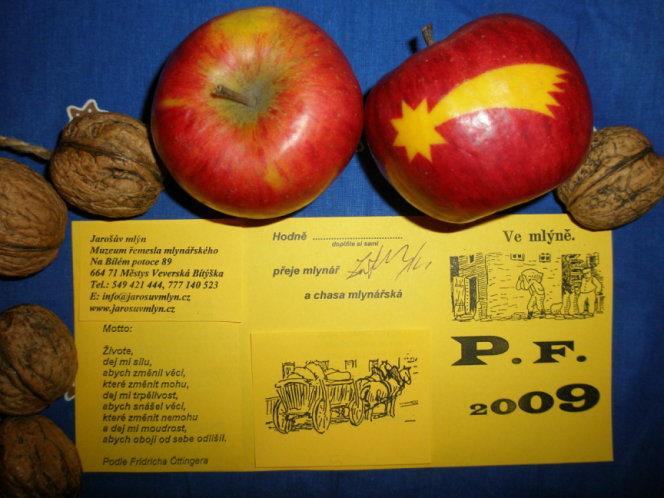 Jarošův mlýn
Muzeum řemesla mlynářského
Na Bílém potoce 89
664 71 Městys Veverská Bítýška
Tel.: 549 421 444, 777 140 523
E: info@jarosuvmlyn.cz
www.jarosuvmlyn.cz
Motto:
Živote,
dej mi sílu,
abych změnil věci,
které změnit mohu,
dej mi trpělivost,
abych snášel věci,
které změnit nemohu
a dej mi moudrost,
abych obojí od sebe odlišil.
Podle Fridricha Öttingera
Hodně ..............................
doplňte si sami
přeje mlynář
a chasa mlynářská
Ve mlýně.
P. F.
2009